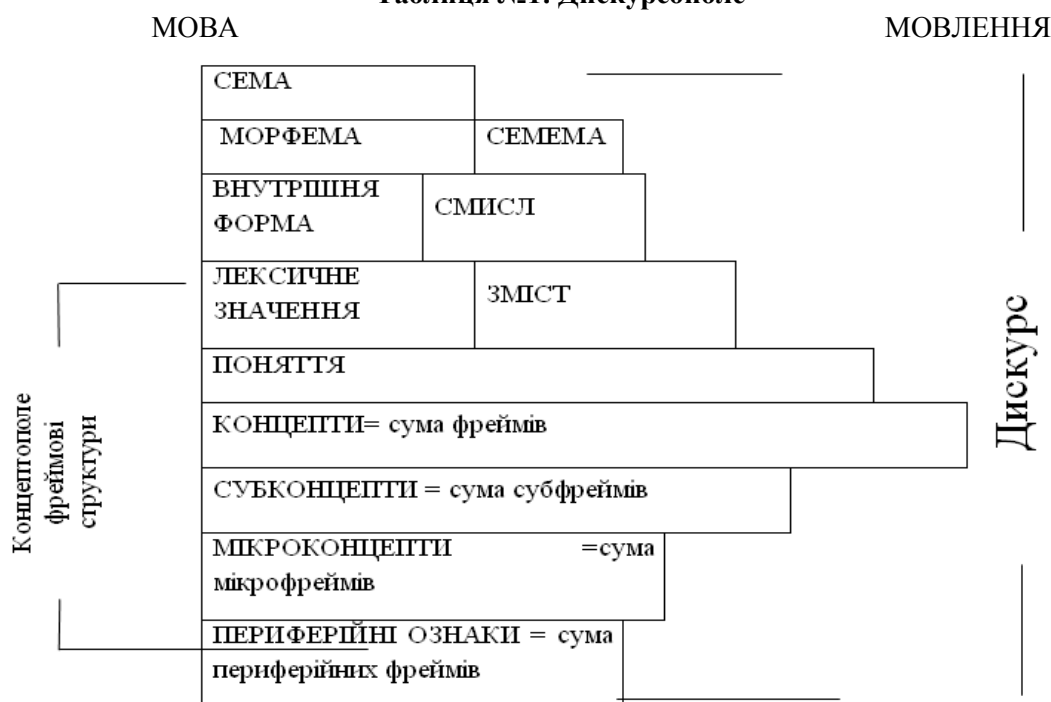 Таблиця №1. Дискурсополе
МОВА МОВЛЕННЯ
СЕМА
МОРФЕМА СЕМЕМА
ВНУТРІШНЯ
ФОРМА
СМИСЛ
ЛЕКСИЧНЕ
ЗНАЧЕННЯ
ЗМІСТ
ПОНЯТТЯ
КОНЦЕПТИ= сума фреймів
СУБКОНЦЕПТИ = сума субфреймів
МІКРОКОНЦЕПТИ =сума
мікрофреймів
ПЕРИФЕРІЙНІ ОЗНАКИ = сума
периферійних фреймів
Концептополе
фреймові
структури
Дискурс